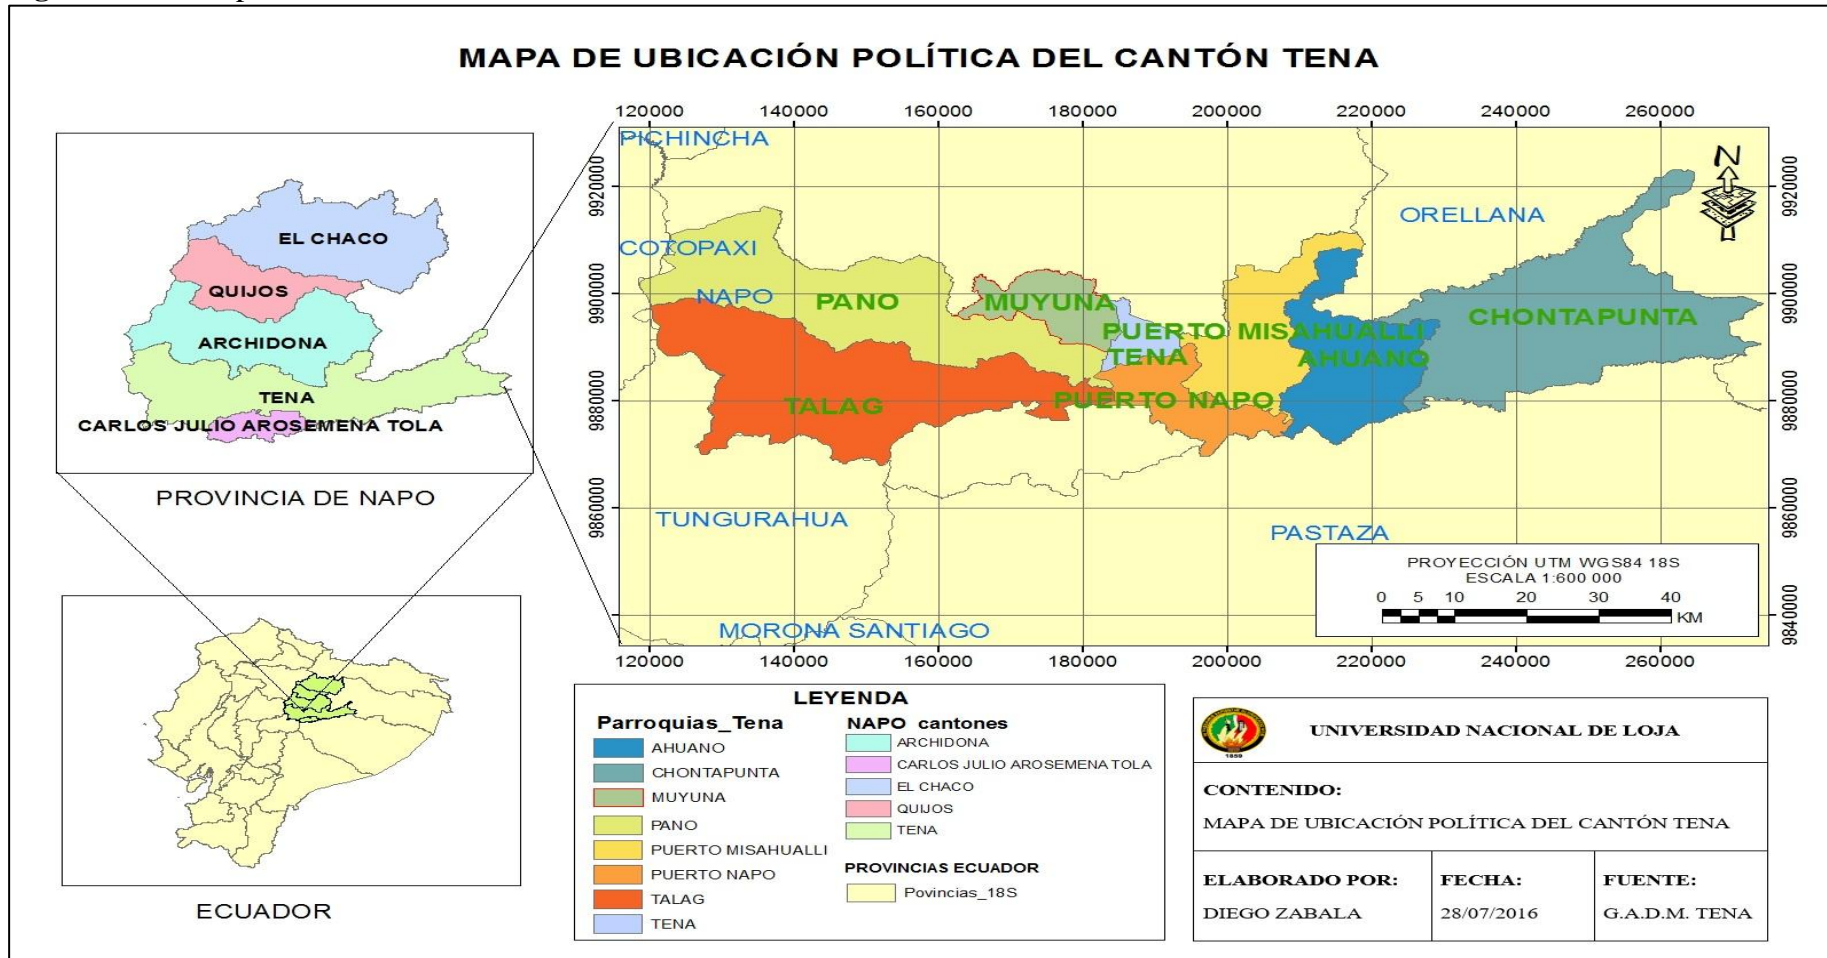 MAPA DE UBICACIÓN POLÍTICA DEL CANTÓN TENA
EL CHACO
QUIJOS
ARCHIDONA
TENA
CARLOS JULIO AROSEMENA TOLA
PROVINCIA DE NAPO
ECUADOR
120000 140000 160000 180000 200000 220000 240000 260000
9920000 9900000 9880000 9860000 9840000
PICHINCHA
COTOPAXI
NAPO
ORELLANA
TUNGURAHUA
PASTAZA
MORONA SANTIAGO
PANO
MUYUNA
PUERTO MISAHUALLI
CHONTAPUNTA
TENA
AHUANO
TALAG
PUERTO NAPO
N
9920000 9900000 9880000 9860000 9840000
120000 140000 160000 180000 200000 220000 240000 260000
PROYECCIÓN UTM WGS84 18S
ESCALA 1:600 000
0 5 10 20 30 40
KM
LEYENDA
Parroquias_Tena
AHUANO
CHONTAPUNTA
MUYUNA
PANO
PUERTO MISAHUALLI
PUERTO NAPO
TALAG
TENA
NAPO cantones
ARCHIDONA
CARLOS JULIO AROSEMENA TOLA
EL CHACO
QUIJOS
TENA
PROVINCIAS ECUADOR
Povincias_18S
1859
UNIVERSIDAD NACIONAL DE LOJA
CONTENIDO:
MAPA DE UBICACIÓN POLÍTICA DEL CANTÓN TENA
ELABORADO POR:
DIEGO ZABALA
FECHA:
28/07/2016
FUENTE:
G.A.D.M. TENA